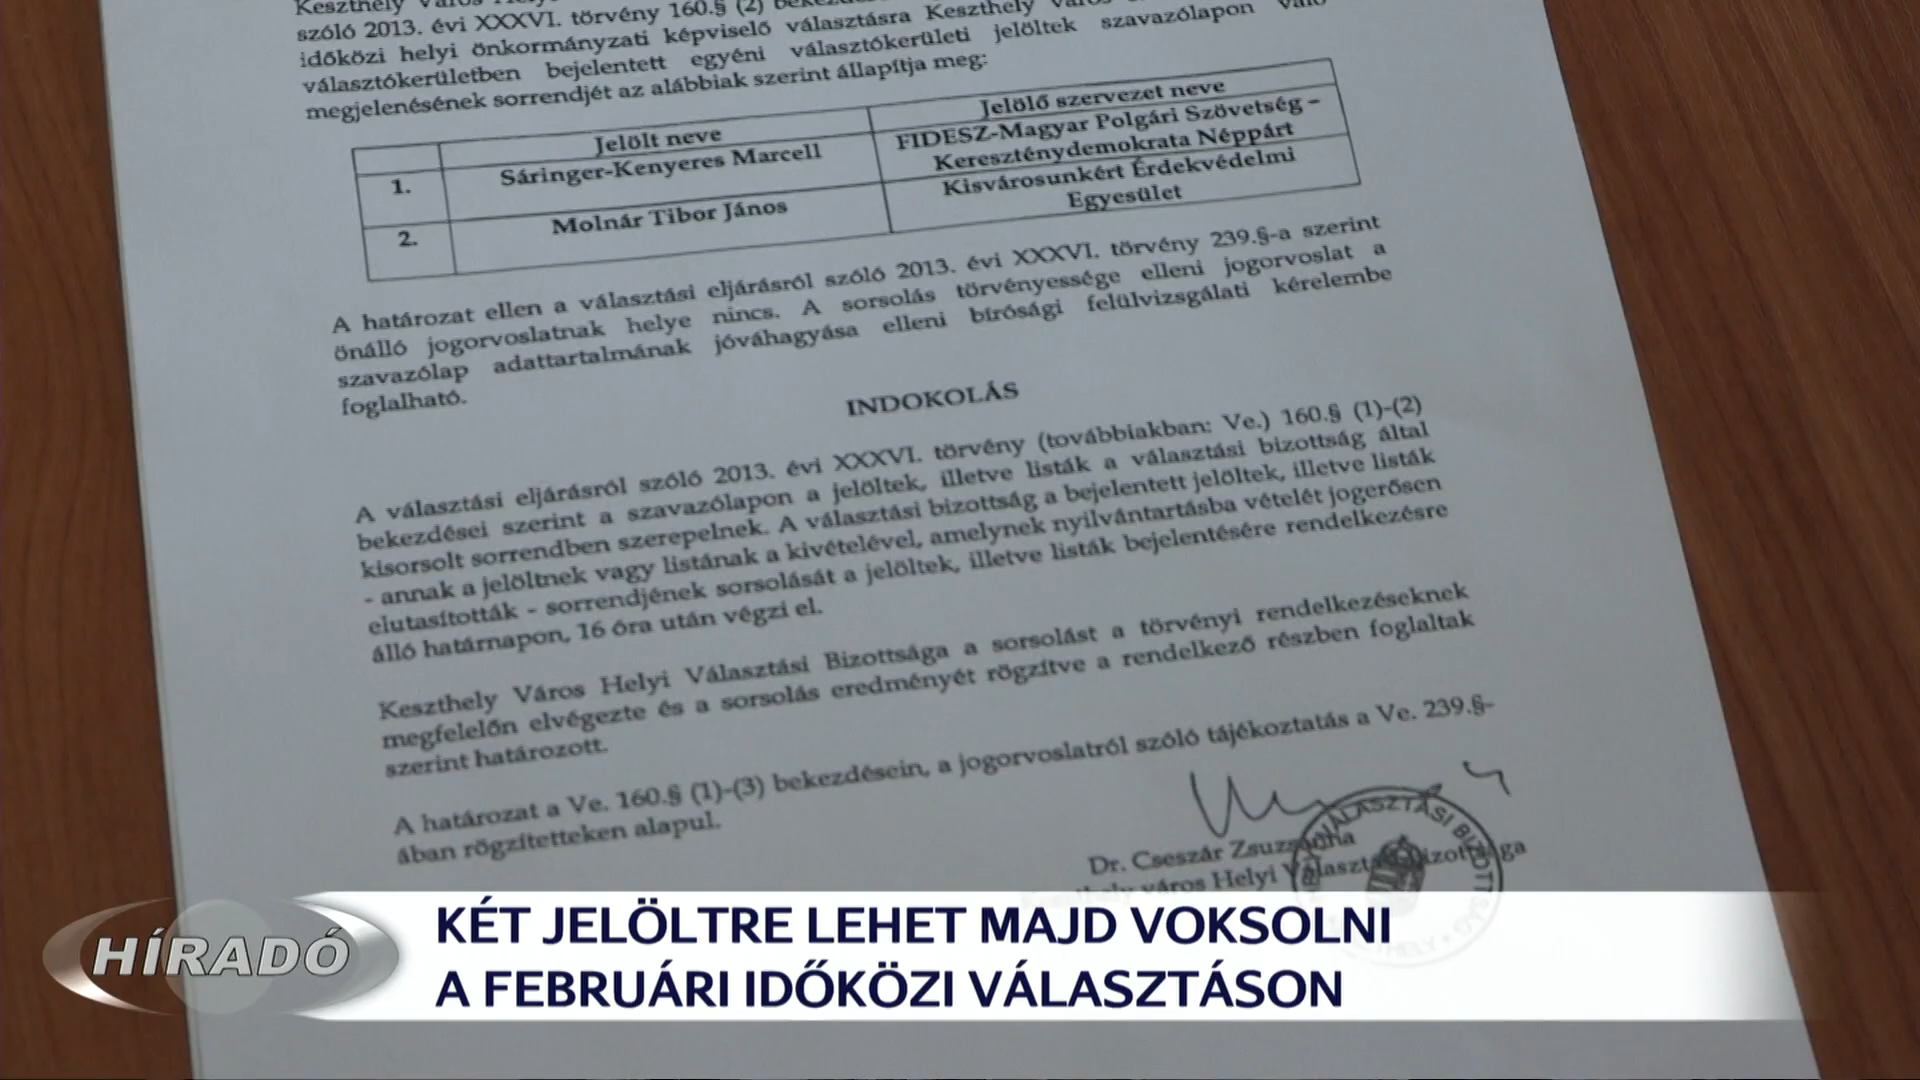 Keszthely
szóló 2013. évi XXXVI. törvény 160.§ (2)
időközi helyi önkormányzati képviselő választásra Keszthely
választókerületben bejelentett egyéni választókerületi jelöltek szavazólapon való
megjelenésének sorrendjét az alábbiak szerint állapítja meg:
Jelölt neve Jelölő szervezet neve
1. Sáringer-Kenyeres Marcell FIDESZ-Magyar Polgári Szövetség –
Kereszténydemokrata Néppárt
2. Molnár Tibor János Kisvárosunkért Érdekvédelmi
Egyesület
A határozat ellen a választási eljárásról szóló 2013. évi XXXVI. törvény 239.§-a szerint
önálló jogorvoslatnak helye nincs. A sorsolás törvényessége elleni jogorvoslat a
szavazólap adattartalmának jóváhagyása elleni bírósági felülvizsgálati kérelembe
foglalható.
INDOKOLÁS
A választási eljárásról szóló 2013. évi XXXVI. törvény (továbbiakban: Ve.) 160.§ (1)-(2)
bekezdései szerint a szavazólapon a jelöltek, illetve listák a választási bizottság által
kisorsolt sorrendben szerepelnek. A választási bizottság a bejelentett jelöltek, illetve listák
- annak a jelöltnek vagy listának a kivételével, amelynek nyilvántartásba vételét jogerősen
elutasították - sorrendjének sorsolását a jelöltek, illetve listák bejelentésére rendelkezésre
álló határnapon, 16 óra után végzi el.
Keszthely Város Helyi Választási Bizottsága a sorsolást a törvényi rendelkezéseknek
megfelelőn elvégezte és a sorsolás eredményét rögzítve a rendelkező részben foglaltak
szerint határozott.
A határozat a Ve. 160.§ (1)-(3) bekezdésein, a jogorvoslatról szóló tájékoztatás a Ve. 239.§-
ában rögzítetteken alapul.
Dr. Cseszár Zsuzsanna
város Helyi Választási Bizottsága
VÁLASZTÁSI BIZOTTSÁG
HÍRADÓ
KÉT JELÖLTRE LEHET MAJD VOKSOLNI
A FEBRUÁRI IDŐKÖZI VÁLASZTÁSON